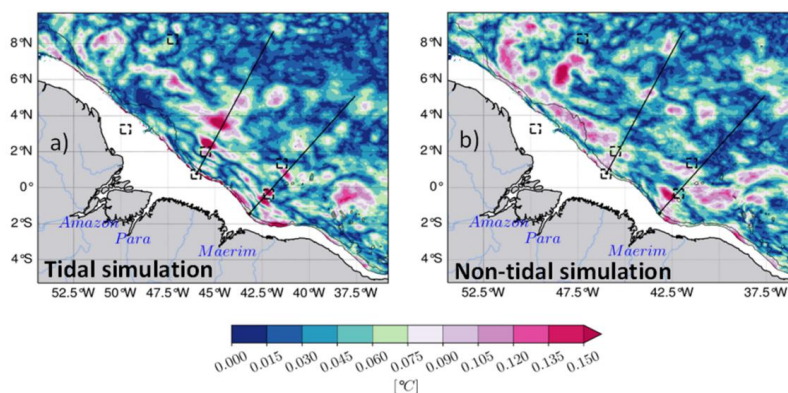 8°N
6°N
4°N
2°N
0°
2°S
4°S
a)
Amazon
Para
Maerim
Tidal simulation
52.5°W 50°W 47.5°W 45°W 42.5°W 40°W 37.5°W
8°N
6°N
4°N
2°N
0°
2°S
4°S
b)
Amazon
Para
Maerim
Non-tidal simulation
52.5°W 47.5°W 42.5°W 37.5°W
0.000 0.015 0.030 0.045 0.060 0.075 0.090 0.105 0.120 0.135 0.150
[°C]